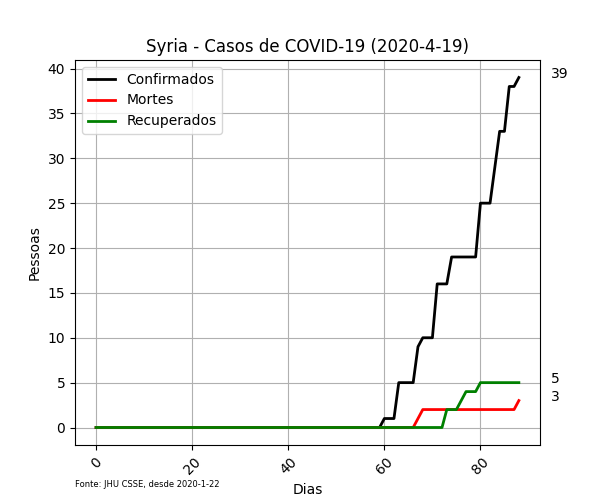 Syria - Casos de COVID-19 (2020-4-19)
Confirmados
Mortes
Recuperados
Pessoas
40
35
30
25
20
15
10
5
0
39
5
3
0
20
40
60
80
Dias
Fonte: JHU CSSE, desde 2020-1-22